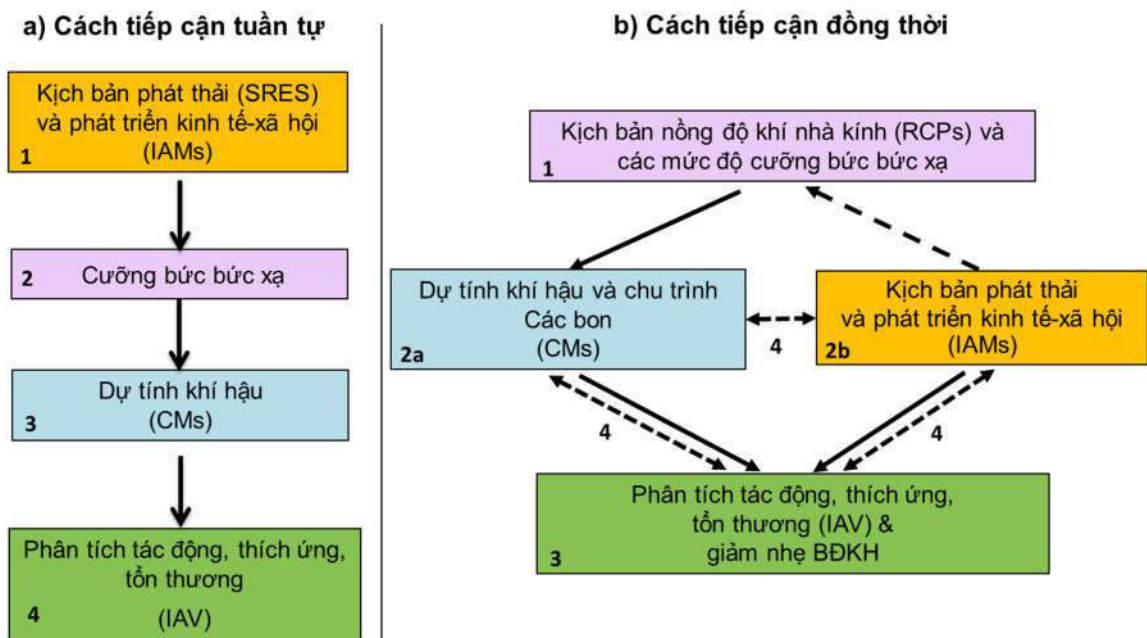 a) Cách tiếp cận tuần tự
Kịch bản phát thải (SRES)
và phát triển kinh tế-xã hội
(IAMs)
1
2
Cưỡng bức bức xạ
Dự tính khí hậu
(CMs)
3
Phân tích tác động, thích ứng,
tổn thương
(IAV)
4
b) Cách tiếp cận đồng thời
Kịch bản nồng độ khí nhà kính (RCPs) và
các mức độ cưỡng bức bức xạ
1
Dự tính khí hậu và chu trình
Các bon
(CMs)
2a
4
Kịch bản phát thải
và phát triển kinh tế-xã hội
(IAMs)
2b
4
4
Phân tích tác động, thích ứng,
tổn thương (IAV) &
giảm nhẹ BĐKH
3